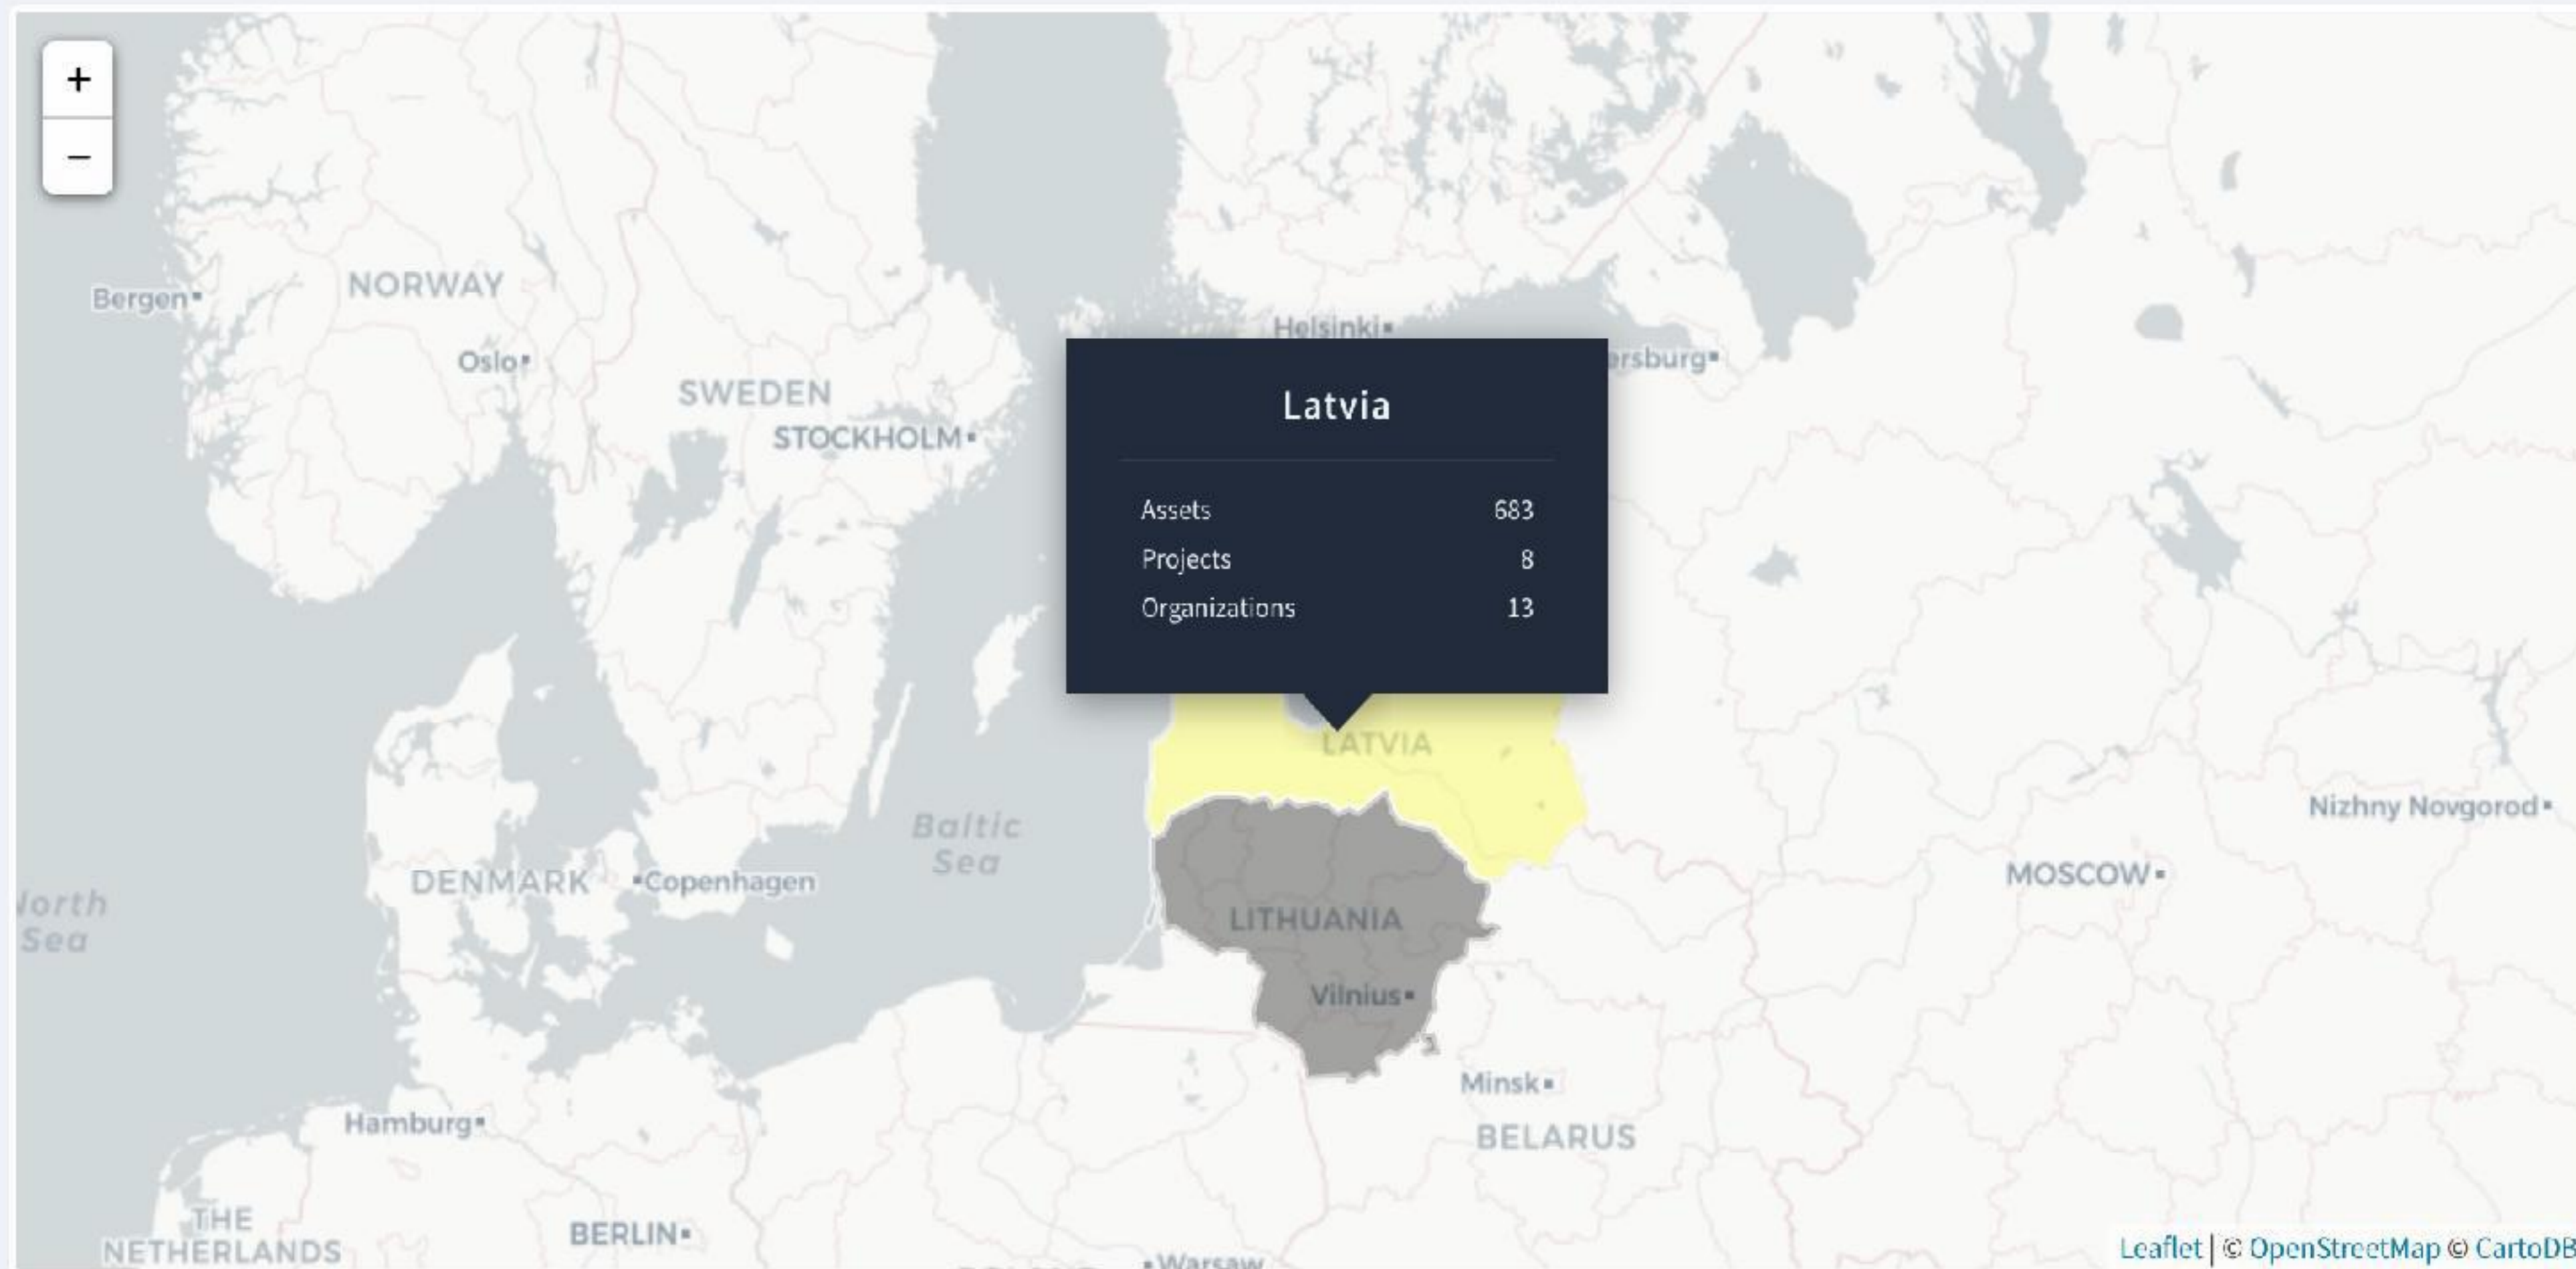 +
−
NORWAY
Bergen
Helsinki
Oslo
ersburg
SWEDEN
STOCKHOLM
Latvia
Assets 683
Projects 8
Organizations 13
LATVIA
Baltic
Sea
Nizhny Novgorod
DENMARK
Copenhagen
MOSCOW
orth
Sea
LITHUANIA
Vilnius
Minsk
Hamburg
BELARUS
THE
NETHERLANDS
BERLIN
Warsaw
Leaflet | © OpenStreetMap © CartoDB